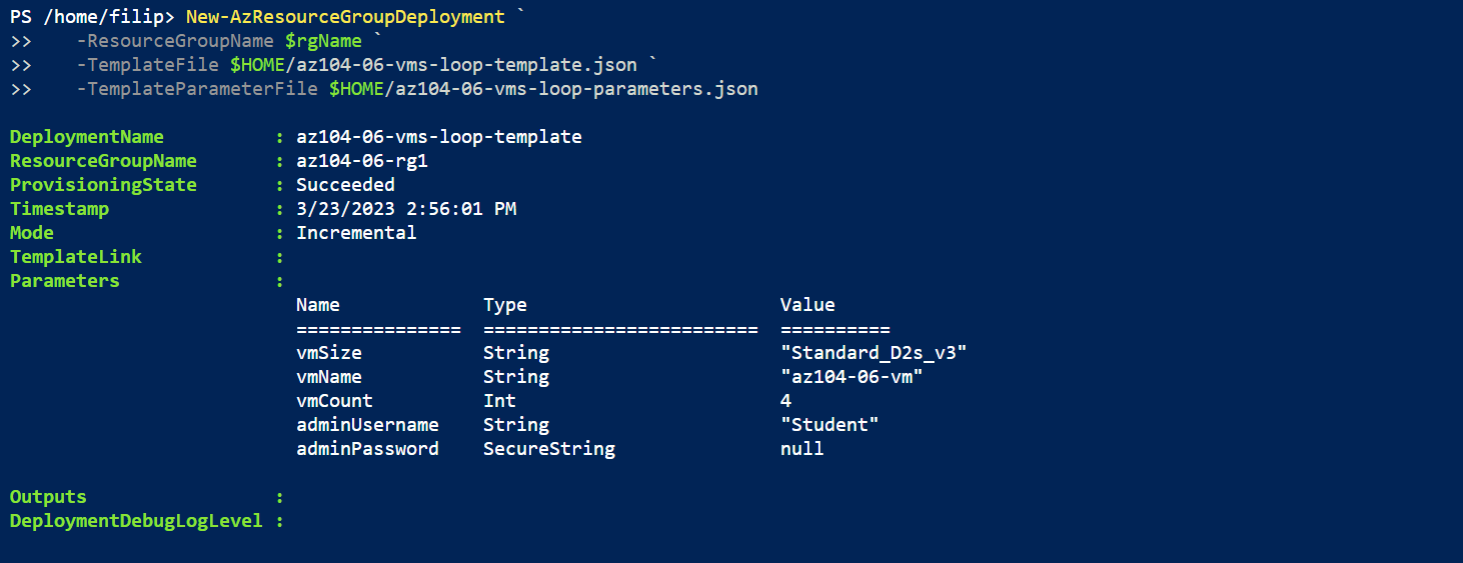 PS /home/filip> New-AzResourceGroupDeployment `
>>    -ResourceGroupName $rgName `
>>    -TemplateFile $HOME/az104-06-vms-loop-template.json `
>>    -TemplateParameterFile $HOME/az104-06-vms-loop-parameters.json
DeploymentName          : az104-06-vms-loop-template
ResourceGroupName       : az104-06-rg1
ProvisioningState       : Succeeded
Timestamp               : 3/23/2023 2:56:01 PM
Mode                    : Incremental
TemplateLink            :
Parameters              :
Name             Type                       Value
===============  =========================  ==========
vmSize           String                     "Standard_D2s_v3"
vmName           String                     "az104-06-vm"
vmCount          Int                        4
adminUsername    String                     "Student"
adminPassword    SecureString               null
Outputs                 :
DeploymentDebugLogLevel :